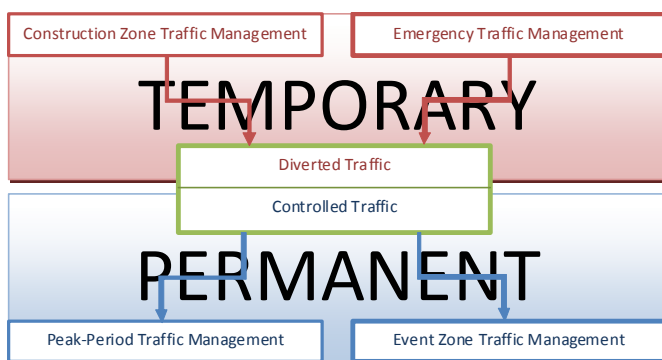 Construction Zone Traffic Management
Emergency Traffic Management
TEMPORARY
Diverted Traffic
Controlled Traffic
PERMANENT
Peak-Period Traffic Management
Event Zone Traffic Management